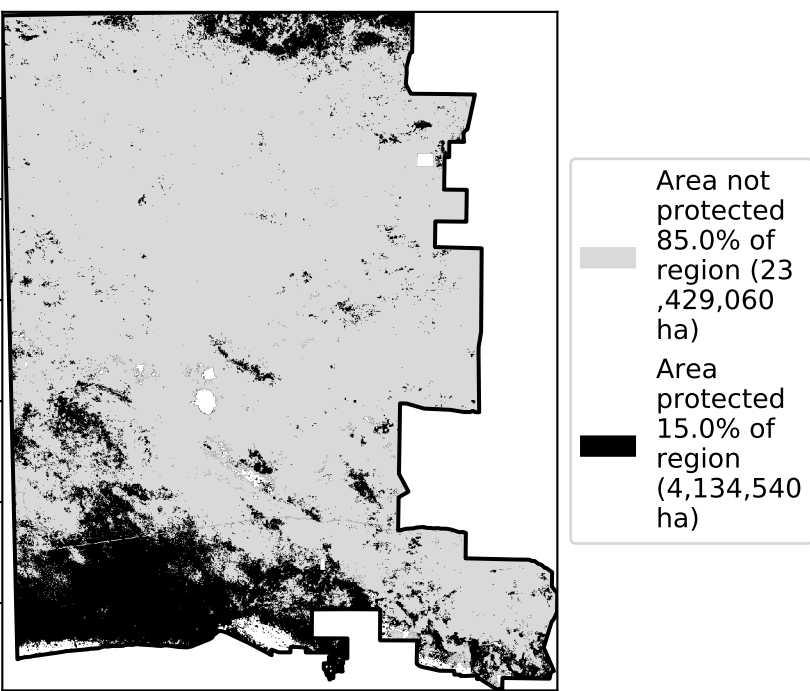 Area not
protected
85.0% of
region (23
,429,060
ha)
Area
protected
15.0% of
region
(4,134,540
ha)